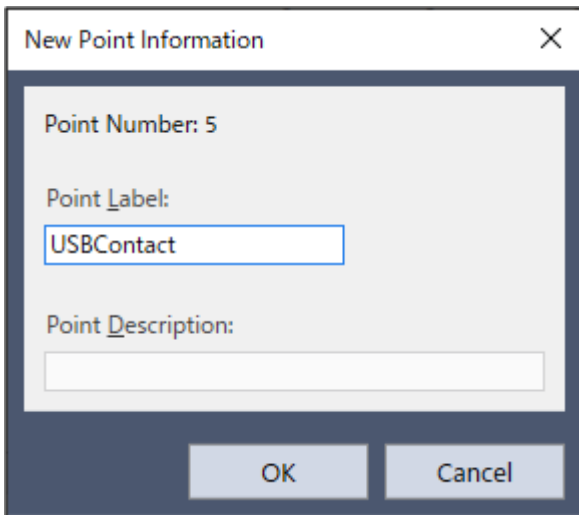 New Point Information
Point Number: 5
Point Label:
USBContact
Point Description:
OK
Cancel